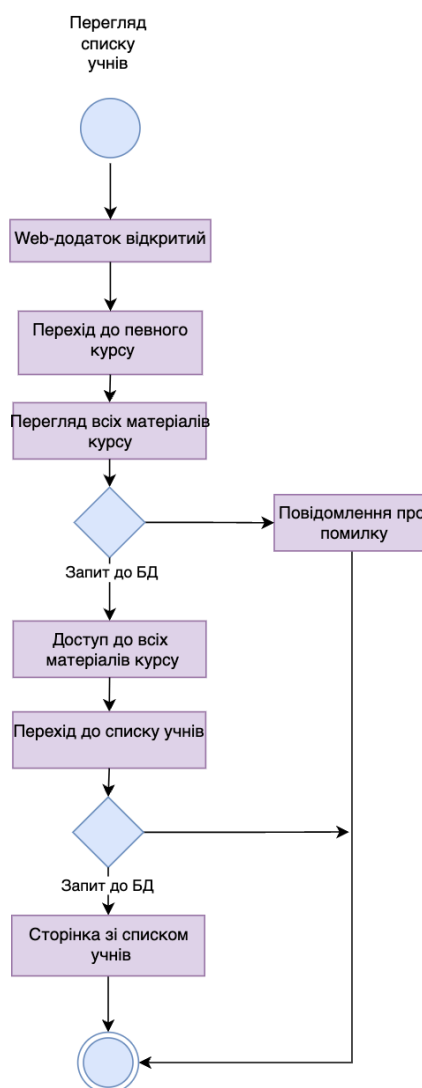 Перегляд
списку
учнів
Web-додаток відкритий
Перехід до певного
курсу
Перегляд всіх матеріалів
курсу
Повідомлення про
помилку
Запит до БД
Доступ до всіх
матеріалів курсу
Перехід до списку учнів
Запит до БД
Сторінка зі списком
учнів